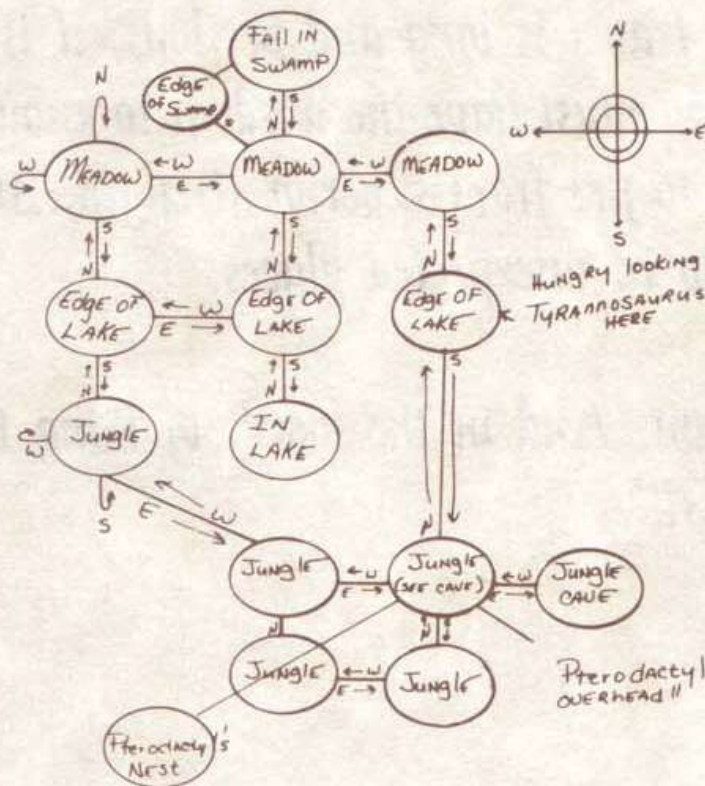 FALL IN
SWAMP
Edge
of Swamp
S
N
S
N
N
W
MEADOW
W
E
MEADOW
W
E
MEADOW
W
E
S
S
N
S
N
S
N
EDGE OF
LAKE
W
E
EDGE OF
LAKE
EDGE OF
LAKE
HUNGRY looking
TYRANNOSAURUS
HERE
S
N
S
N
S
Jungle
W
IN
LAKE
S
E
W
N
Jungle
W
E
Jungle
(SEE CAVE)
W
E
JUNGLE
CAVE
N
N
Jungle
W
E
Jungle
Pterodactyl
OVERHEAD!!
Pterodactyl's
NEST